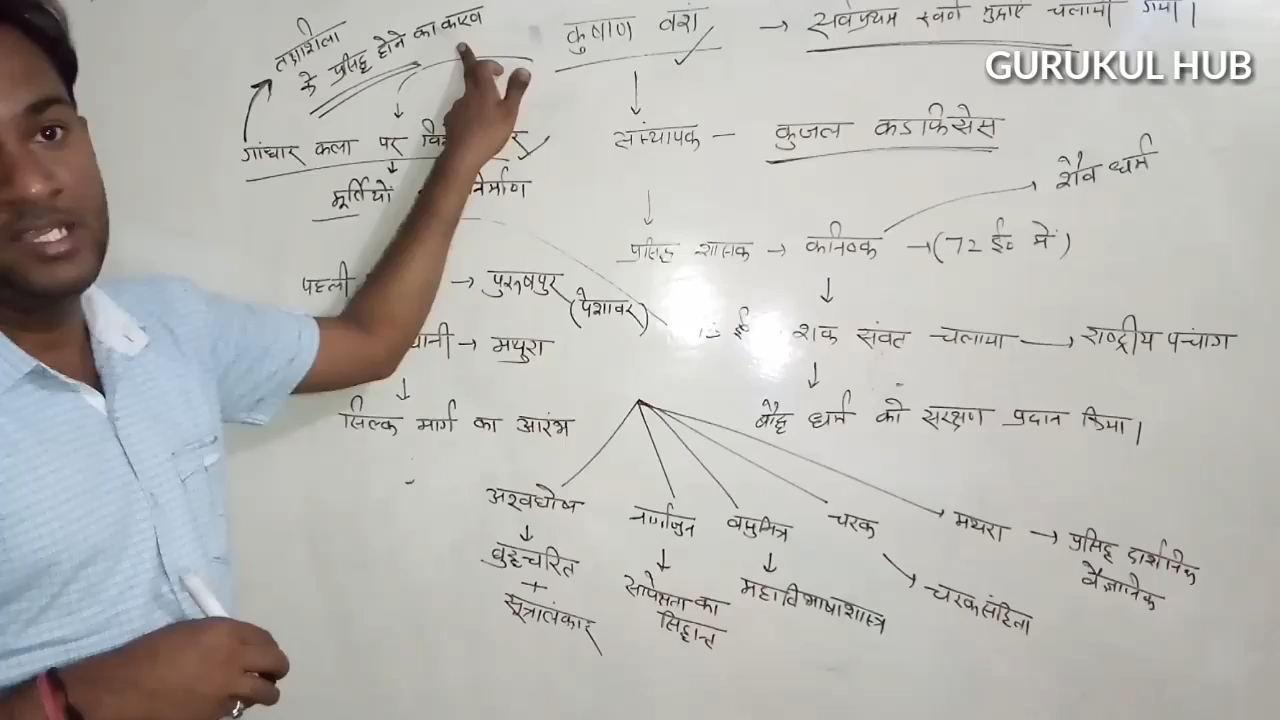 तक्षशिला
के प्रसिद्ध होने का कारण
कुषाण वंश → सर्वप्रथम स्वर्ण मुद्राएं चलायी गयी।
GURUKUL HUB
गांधार कला पर
मूर्तियों निर्माण
संस्थापक - कुजल कडफिसेस
शैव धर्म
प्रसिद्ध शासक → कनिष्क → (72 ई० में)
पहली → पुरुषपुर
(पेशावर)
→ मथुरा
ई० शक संवत चलाया → राष्ट्रीय पंचांग
सिल्क मार्ग का आरंभ
बौद्ध धर्म को संरक्षण प्रदान किया।
अश्वघोष नागार्जुन वसुमित्र चरक मथरा → प्रसिद्ध दार्शनिक
वैज्ञानिक
बुद्धचरित
+
सूत्रालंकार
सापेक्षता का
सिद्धान्त
महाविभाषाशास्त्र
चरकसंहिता